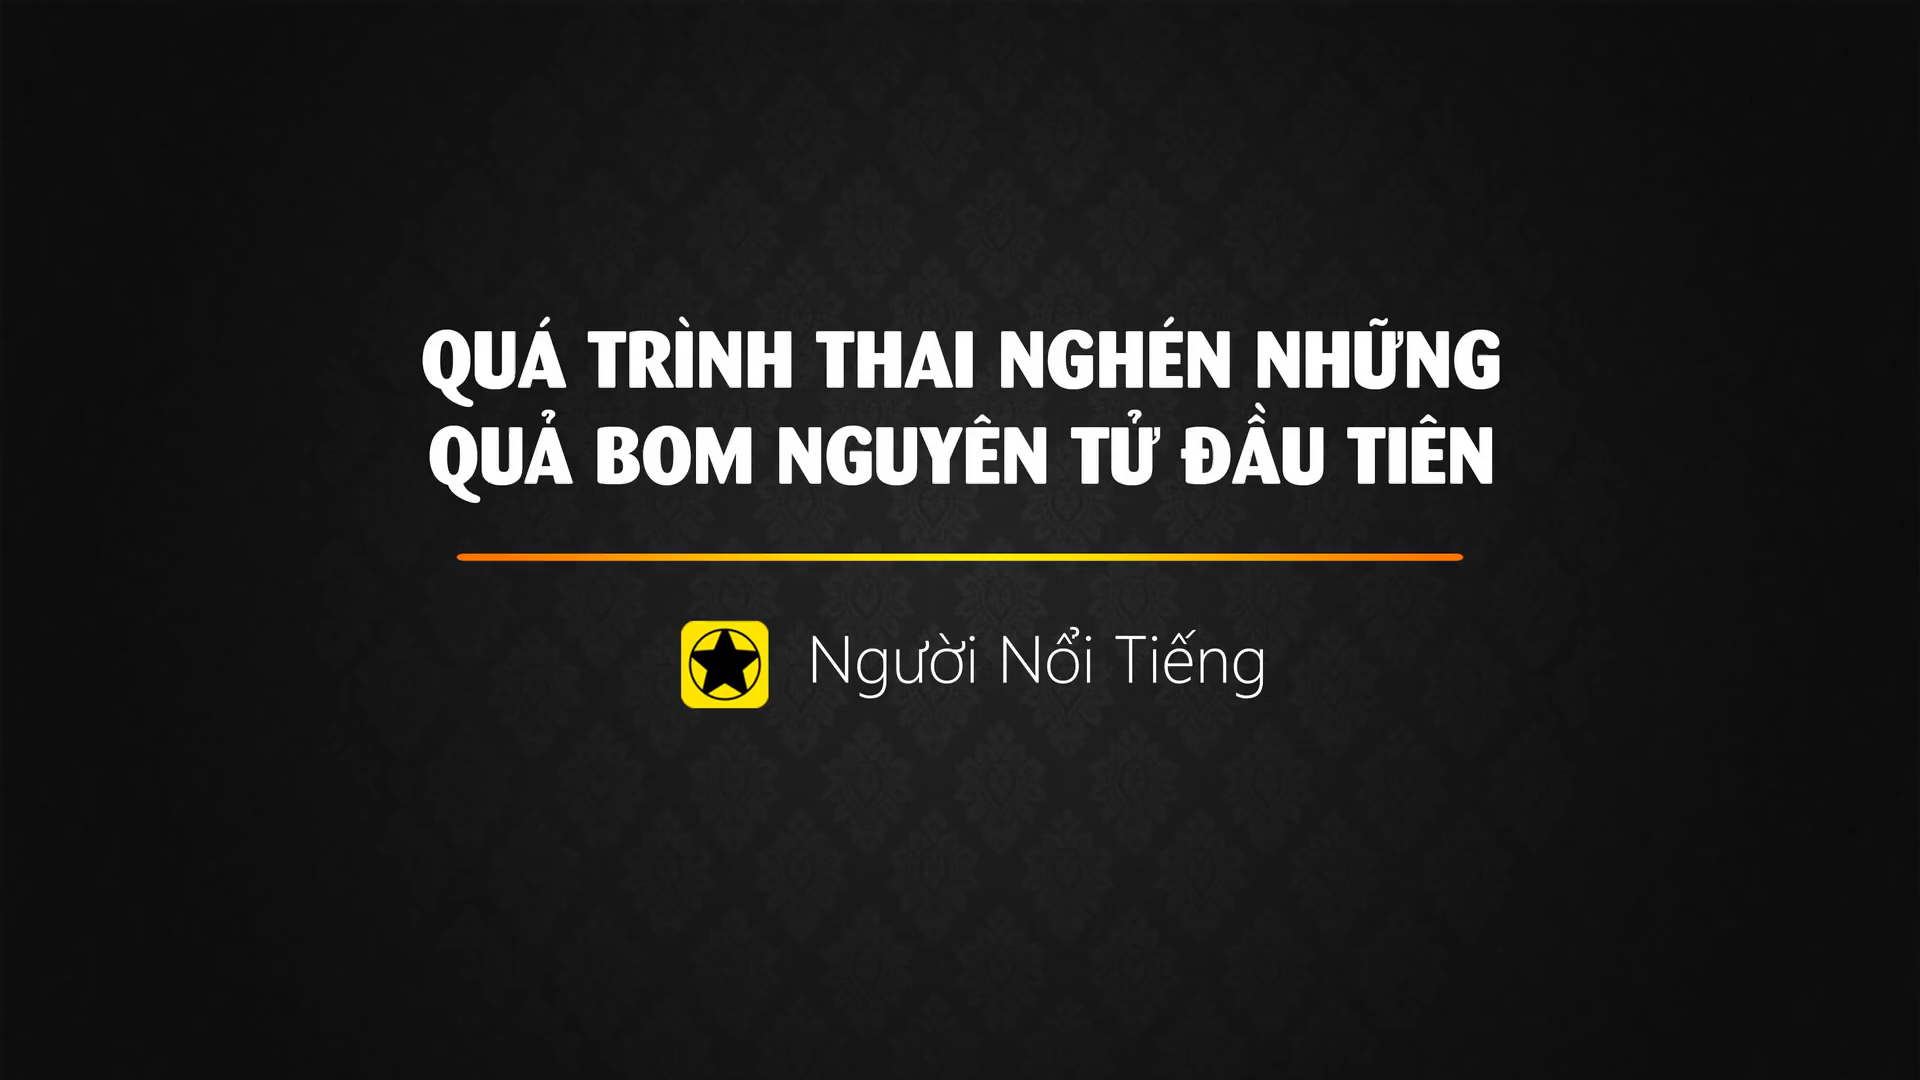 QUÁ TRÌNH THAI NGHÉN NHỮNG
QUẢ BOM NGUYÊN TỬ ĐẦU TIÊN
Người Nổi Tiếng